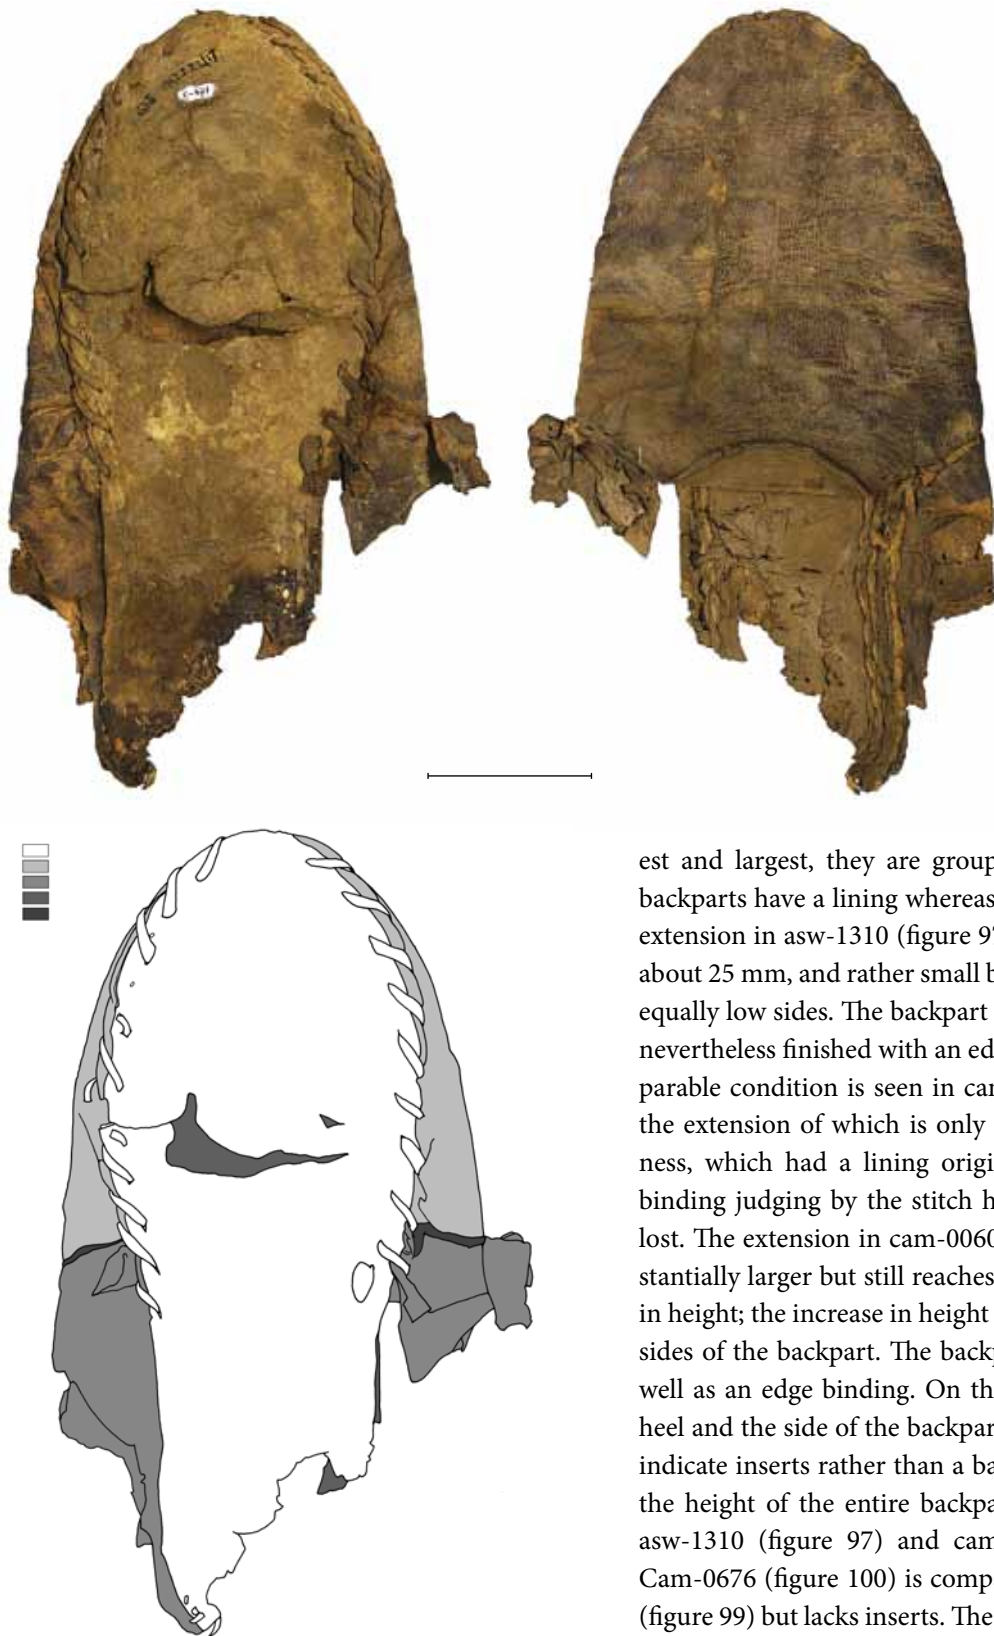 est and largest, they are group
backparts have a lining whereas
extension in asw-1310 (figure 97
about 25 mm, and rather small b
equally low sides. The backpart
nevertheless finished with an ed
parable condition is seen in car
the extension of which is only
ness, which had a lining origi
binding judging by the stitch h
lost. The extension in cam-0060
stantially larger but still reaches
in height; the increase in height
sides of the backpart. The backp
well as an edge binding. On th
heel and the side of the backpar
indicate inserts rather than a ba
the height of the entire backpa
asw-1310 (figure 97) and cam
Cam-0676 (figure 100) is comp
(figure 99) but lacks inserts. The